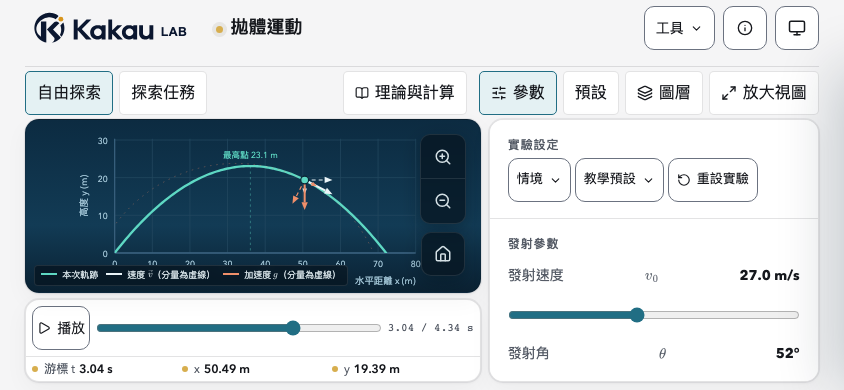 Kakau LAB 拋體運動 工具
自由探索 探索任務 理論與計算 參數 預設 圖層 放大視圖
30
20
10
0
高度 y (m)
最高點 23.1 m
0 10 20 30 40 50 60 70 80
本次軌跡 速度 v⃗ (分量為虛線) 加速度 g (分量為虛線)
水平距離 x (m)
播放 3.04 / 4.34 s
游標 t 3.04 s x 50.49 m y 19.39 m
實驗設定
情境 教學預設 重設實驗
發射參數
發射速度 v₀ 27.0 m/s
發射角 θ 52°